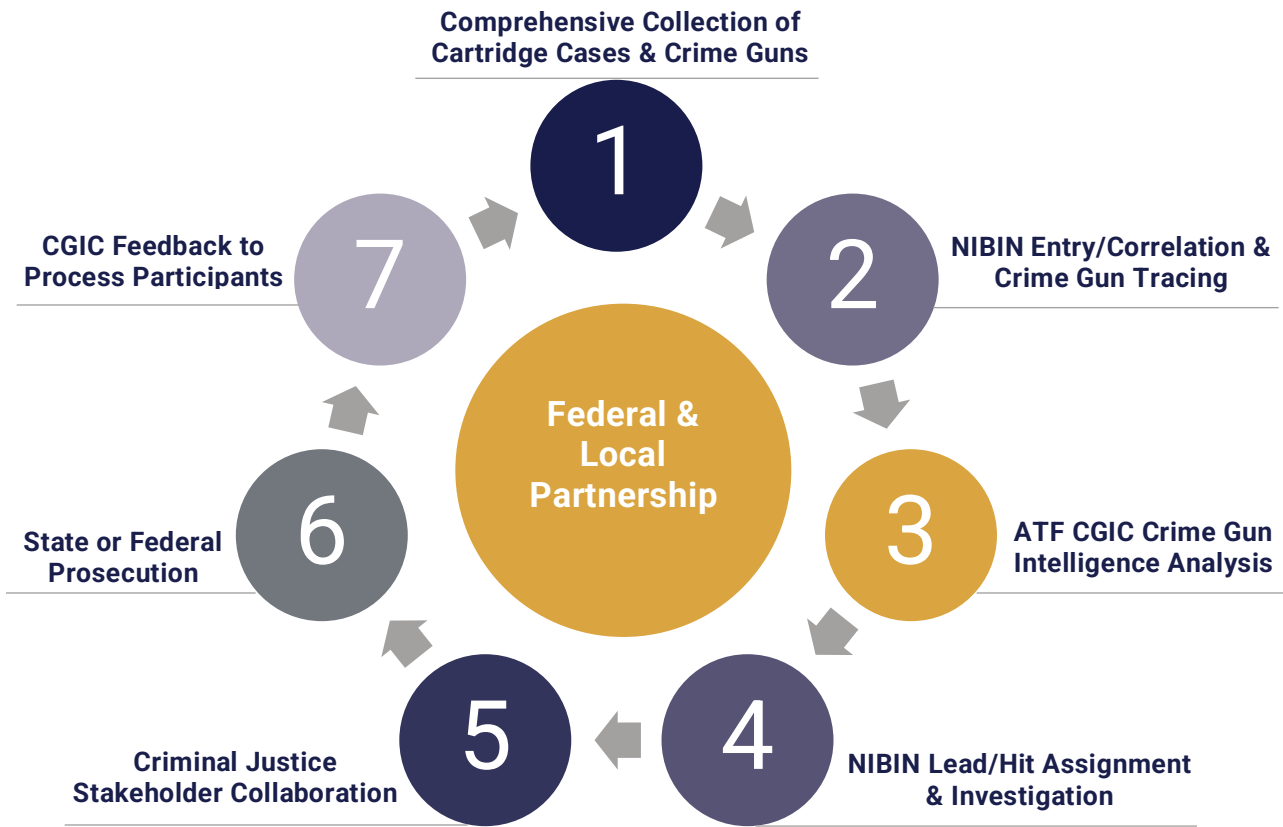 Comprehensive Collection of
Cartridge Cases & Crime Guns
1
2
NIBIN Entry/Correlation &
Crime Gun Tracing
3
ATF CGIC Crime Gun
Intelligence Analysis
4
NIBIN Lead/Hit Assignment
& Investigation
5
Criminal Justice
Stakeholder Collaboration
6
State or Federal
Prosecution
7
CGIC Feedback to
Process Participants
Federal &
Local
Partnership